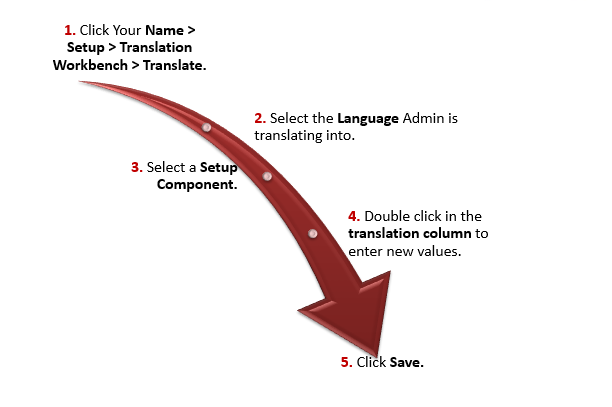 1. Click Your Name >
Setup > Translation
Workbench > Translate.
2. Select the Language Admin is
translating into.
3. Select a Setup
Component.
4. Double click in the
translation column to
enter new values.
5. Click Save.